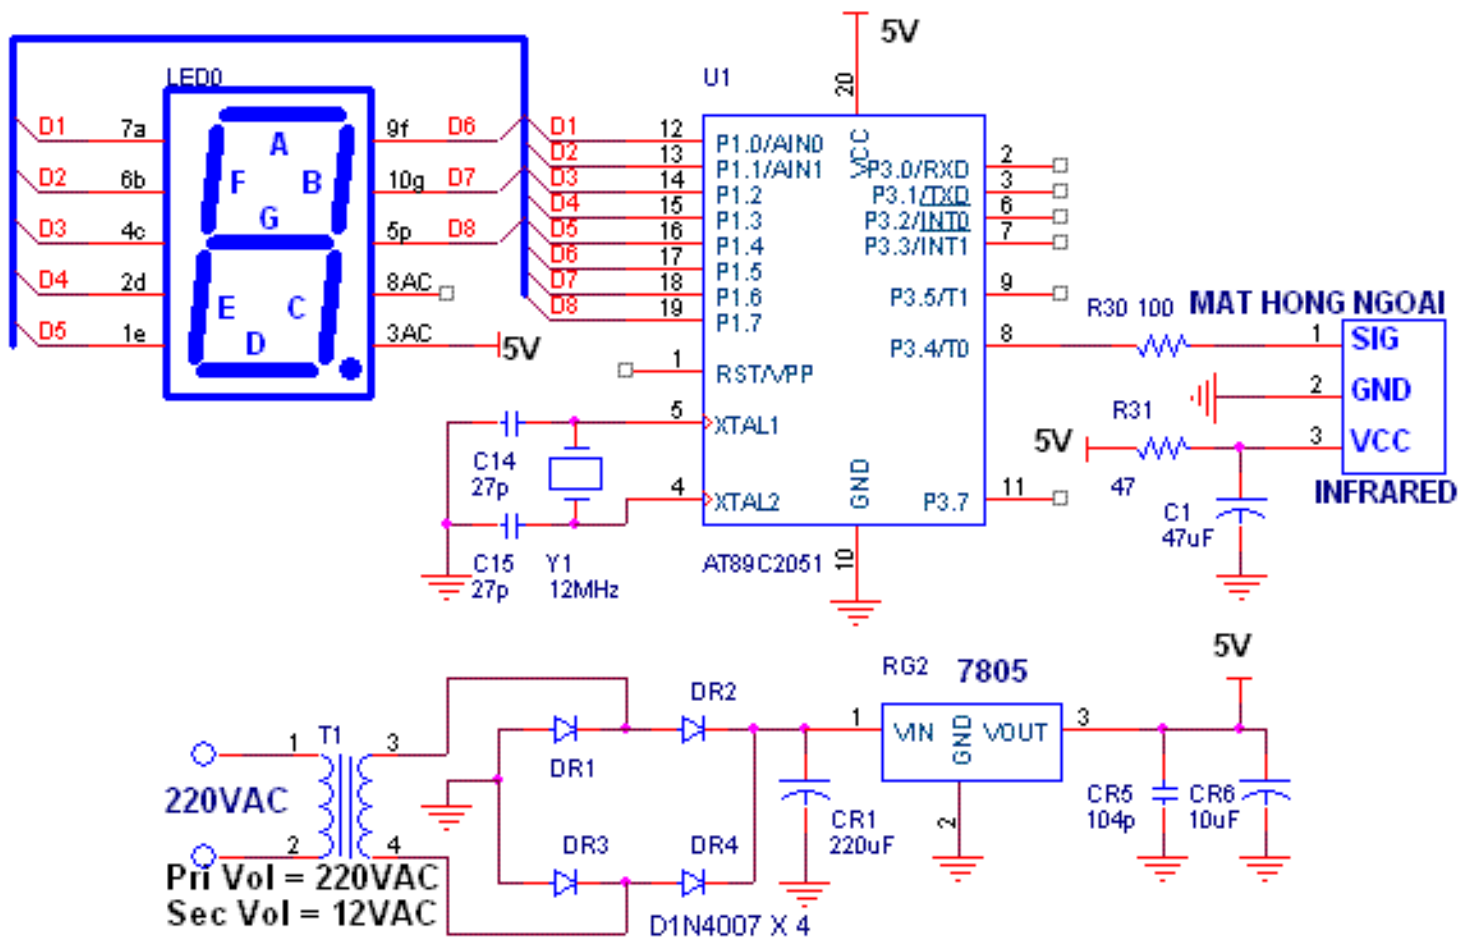 5V
LED0
U1
20
D1
7a
9f
D6
D1
12
P1.0/AIN0
VCC
A
D2
13
P1.1/AIN1
P3.0/RXD
2
D2
6b
F
B
10g
D7
D3
14
P1.2
P3.1/TXD
3
G
D4
15
P1.3
P3.2/INT0
6
D3
4c
5p
D8
D5
16
P1.4
P3.3/INT1
7
D6
17
P1.5
D4
2d
8AC
D7
18
P1.6
P3.5/T1
9
E
C
D8
19
P1.7
R30 100
MAT HONG NGOAI
D5
1e
D
3AC
5V
P3.4/T0
8
1
SIG
1
RST/VPP
2
GND
5
XTAL1
R31
5V
3
VCC
C14
27p
GND
47
4
XTAL2
P3.7
11
INFRARED
C1
47uF
C15
27p
Y1
12MHz
AT89C2051
10
5V
RG2
7805
DR2
T1
1
3
1
VIN
GND
VOUT
3
DR1
220VAC
CR5
104p
CR6
10uF
2
CR1
220uF
2
4
DR3
DR4
Pri Vol = 220VAC
Sec Vol = 12VAC
D1N4007 X 4